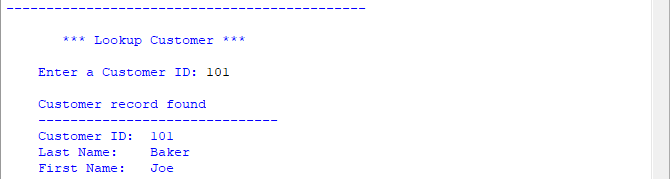 ---------------------------------------------
*** Lookup Customer ***
Enter a Customer ID: 101
Customer record found
------------------------------
Customer ID:  101
Last Name:    Baker
First Name:   Joe